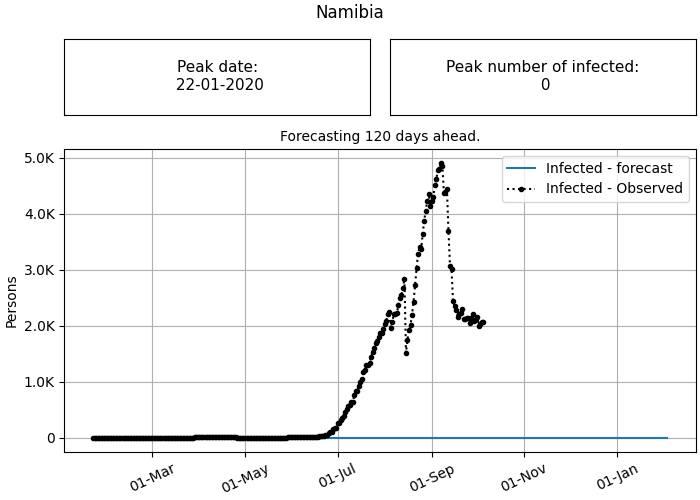 Namibia
Peak date:
22-01-2020
Peak number of infected:
0
Forecasting 120 days ahead.
Infected - forecast
Infected - Observed
Persons
5.0K
4.0K
3.0K
2.0K
1.0K
0
01-Mar
01-May
01-Jul
01-Sep
01-Nov
01-Jan